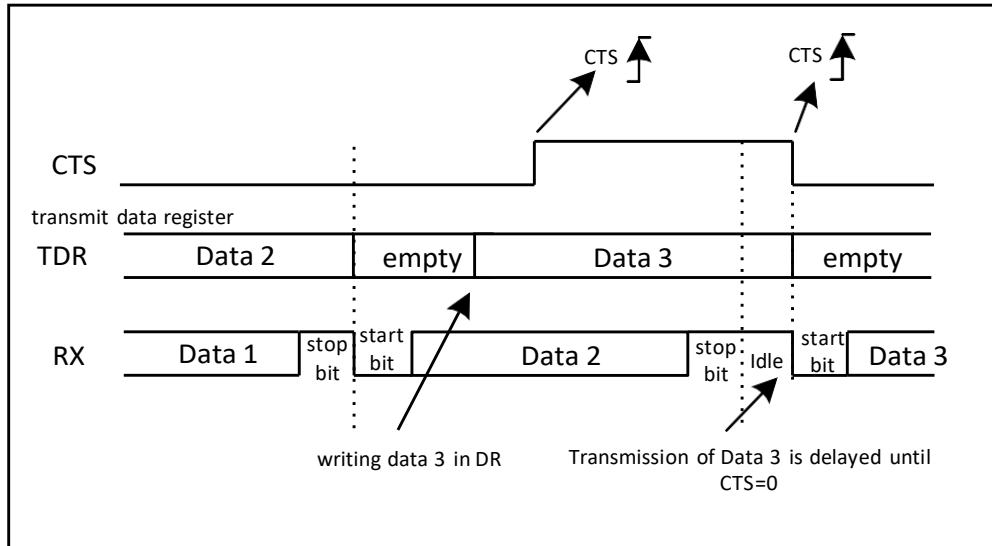 CTS
CTS
CTS
transmit data register
TDR
Data 2
empty
Data 3
empty
RX
Data 1
stop
bit
start
bit
Data 2
stop
bit
Idle
start
bit
Data 3
writing data 3 in DR
Transmission of Data 3 is delayed until
CTS=0